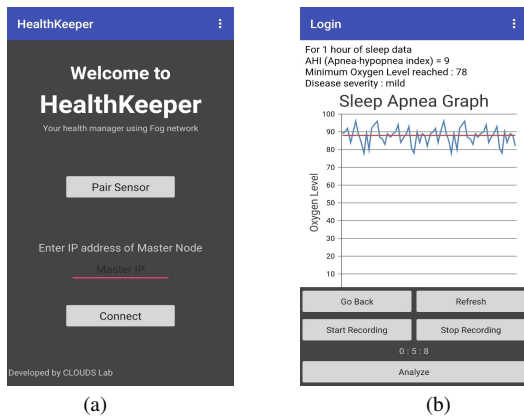 HealthKeeper
Welcome to
HealthKeeper
Your health manager using Fog network
Pair Sensor
Enter IP address of Master Node
Master IP
Connect
Developed by CLOUDS Lab
(a)
Login
For 1 hour of sleep data
AHI (Apnea-hypopnea index) = 9
Minimum Oxygen Level reached : 78
Disease severity : mild
Sleep Apnea Graph
Oxygen Level
100
90
80
70
60
50
40
30
20
10
Go Back
Refresh
Start Recording
Stop Recording
0 : 5 : 8
Analyze
(b)